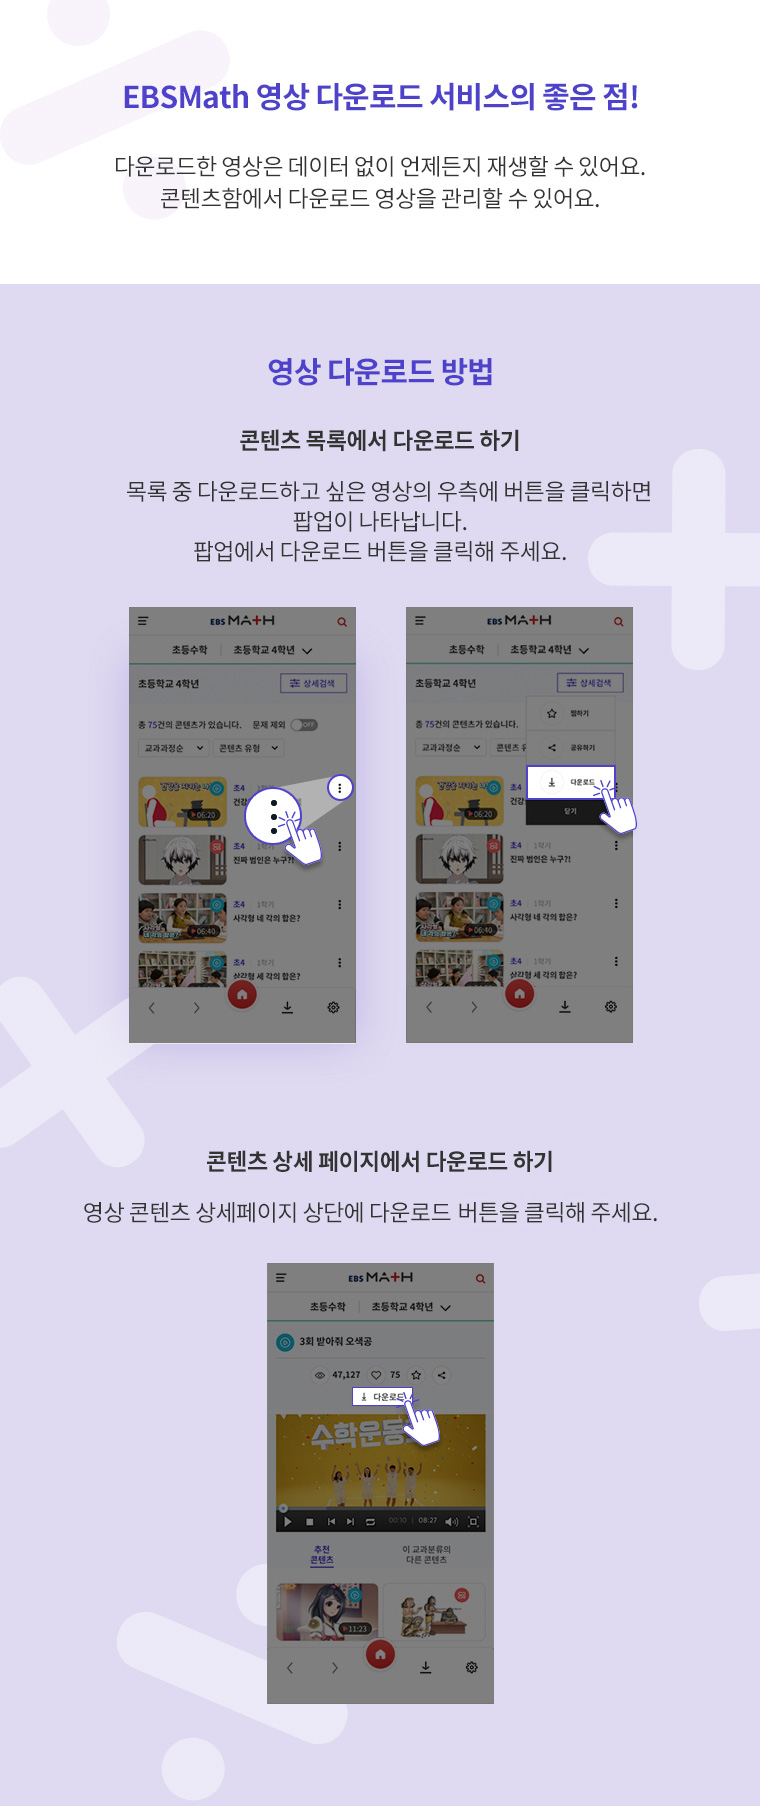 EBSMath 영상 다운로드 서비스의 좋은 점!
다운로드한 영상은 데이터 없이 언제든지 재생할 수 있어요.
콘텐츠함에서 다운로드 영상을 관리할 수 있어요.
영상 다운로드 방법
콘텐츠 목록에서 다운로드 하기
목록 중 다운로드하고 싶은 영상의 우측에 버튼을 클릭하면
팝업이 나타납니다.
팝업에서 다운로드 버튼을 클릭해 주세요.
EBS MATH
초등수학 초등학교 4학년
초등학교 4학년 상세검색
총 75건의 콘텐츠가 있습니다. 문제 제외 OFF
교과과정순 콘텐츠 유형
초4
건강
06:20
초4 1학기
진짜 범인은 누구?!
초4 1학기
사각형 네 각의 합은?
06:40
초4 1학기
삼각형 세 각의 합은?
EBS MATH
초등수학 초등학교 4학년
초등학교 4학년 상세검색
찜하기
총 75건의 콘텐츠가 있습니다.
공유하기
교과과정순 콘텐츠 유
다운로드
초4
건강
06:20
닫기
초4 1학기
진짜 범인은 누구?!
초4 1학기
사각형 네 각의 합은?
06:40
초4 1학기
삼각형 세 각의 합은?
콘텐츠 상세 페이지에서 다운로드 하기
영상 콘텐츠 상세페이지 상단에 다운로드 버튼을 클릭해 주세요.
EBS MATH
초등수학 초등학교 4학년
3회 받아줘 오색공
47,127 75
다운로드
수학운동
00:10 08:27
추천
콘텐츠
이 교과분류의
다른 콘텐츠
11:23